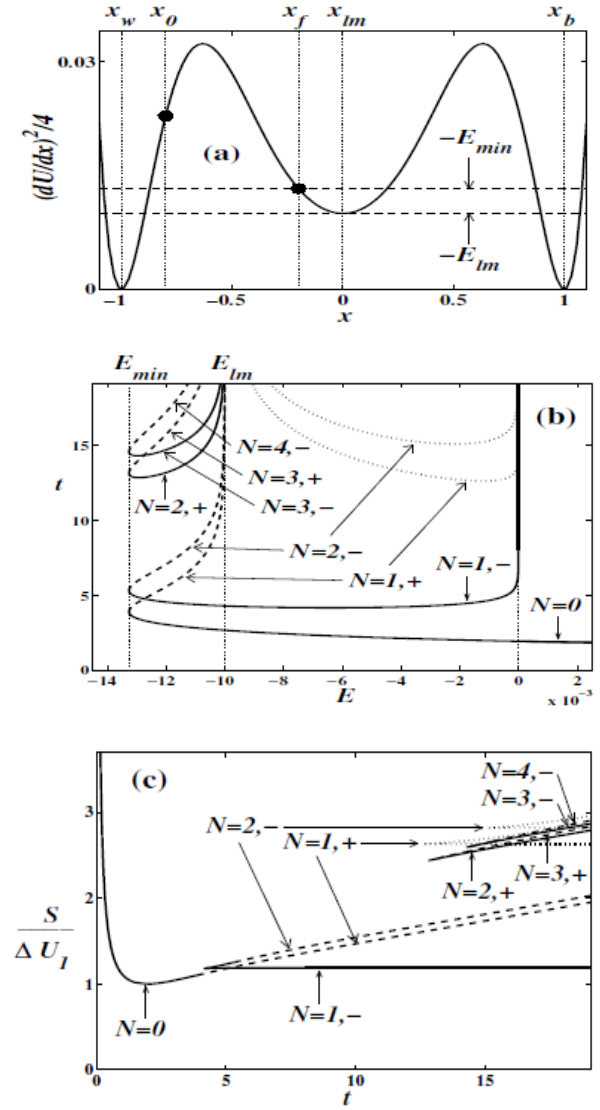 x_w x_0 x_f x_lm x_b
0.03
(dU/dx)²/4
(a)
−E_min
−E_lm
0
−1 −0.5 0 0.5 1
x
E_min E_lm
(b)
15
N=4,−
N=3,+
N=3,−
t
N=2,+
10
N=2,−
N=1,+
N=1,−
5
N=0
0
−14 −12 −10 −8 −6 −4 −2 0 2
E
x 10⁻³
(c)
N=4,−
N=3,−
3
N=2,−
N=1,+
N=3,+
N=2,+
2
S
Δ U_1
1
N=0
N=1,−
0
0 5 10 15
t